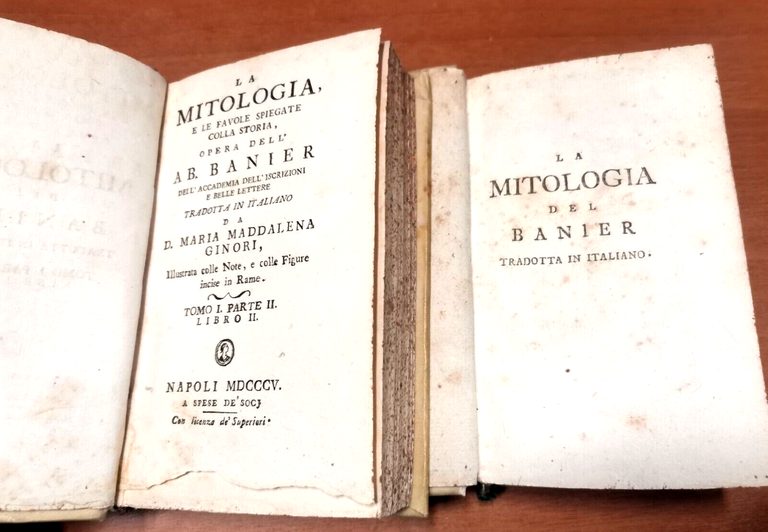 LA
MITOLOGIA,
E LE FAVOLE SPIEGATE
COLLA STORIA,
OPERA DELL'
AB. BANIER
DELL'ACCADEMIA DELL'ISCRIZIONI
E BELLE LETTERE
TRADOTTA IN ITALIANO
DA
D. MARIA MADDALENA
GINORI,
Illustrata colle Note, e colle Figure
incise in Rame.
TOMO I. PARTE II.
LIBRO II.
NAPOLI MDCCCV.
A SPESE DE' SOCJ
Con licenza de' Superiori.
LA
MITOLOGIA
DEL
BANIER
TRADOTTA IN ITALIANO.